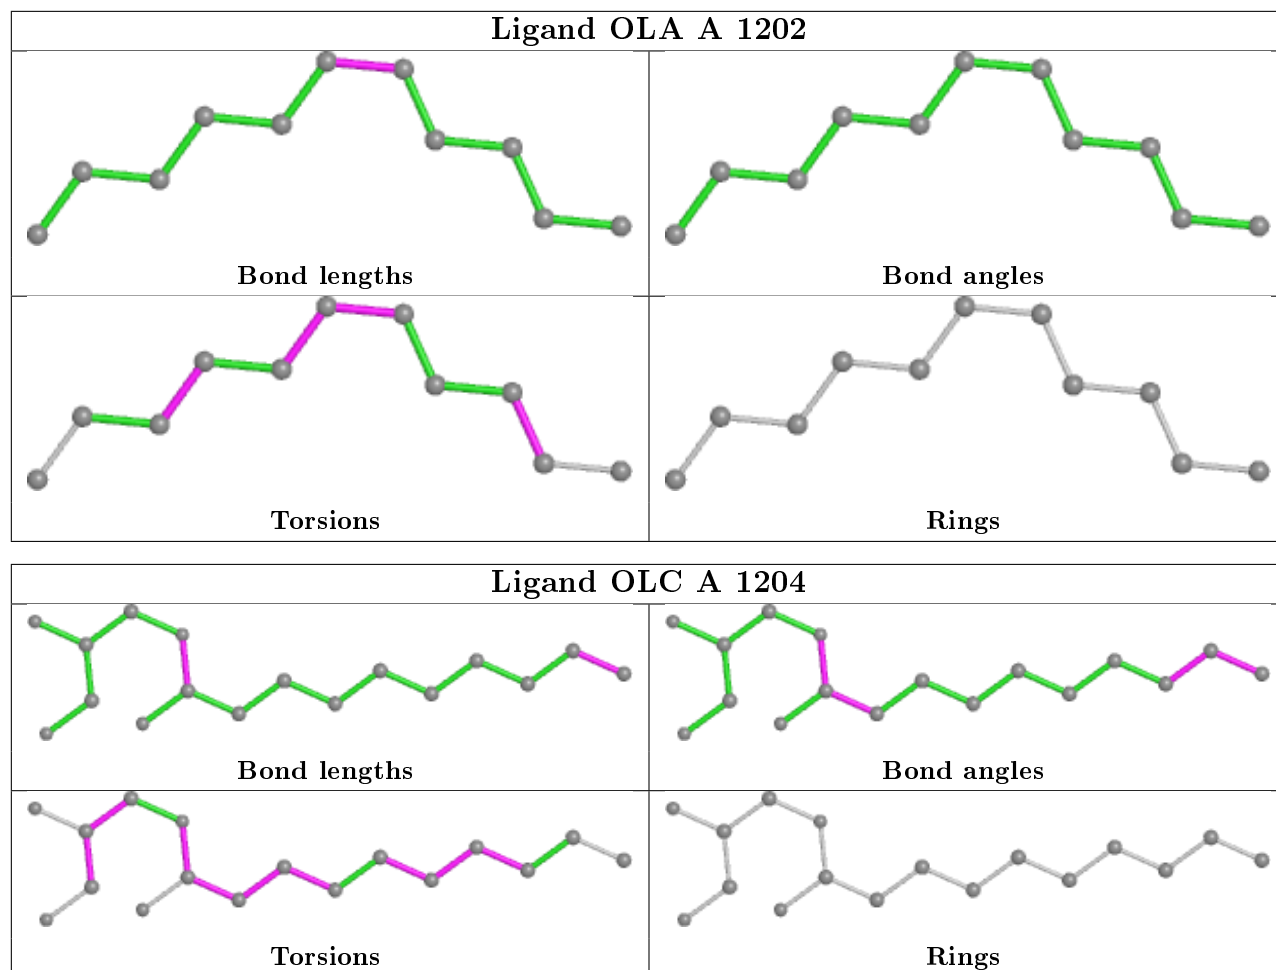 Ligand OLA A 1202
Bond lengths
Bond angles
Torsions
Rings
Ligand OLC A 1204
Bond lengths
Bond angles
Torsions
Rings